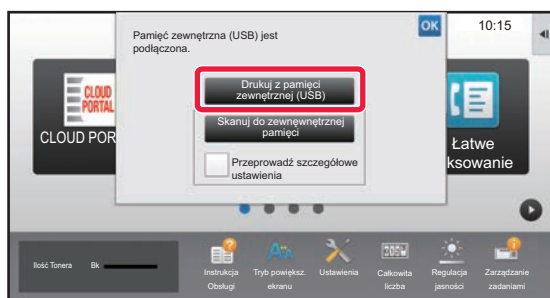 Pamięć zewnętrzna (USB) jest
podłączona.
OK
10:15
Drukuj z pamięci
zewnętrznej (USB)
Skanuj do zewnęwnętrznej
pamięci
Przeprowadź szczegółowe
ustawienia
CLOUD
PORTAL
CLOUD POR
Łatwe
ksowanie
Ilość Tonera
Bk
Instrukcja
Obsługi
Tryb powiększ.
ekranu
Ustawienia
Całkowita
liczba
Regulacja
jasności
Zarządzanie
zadaniami